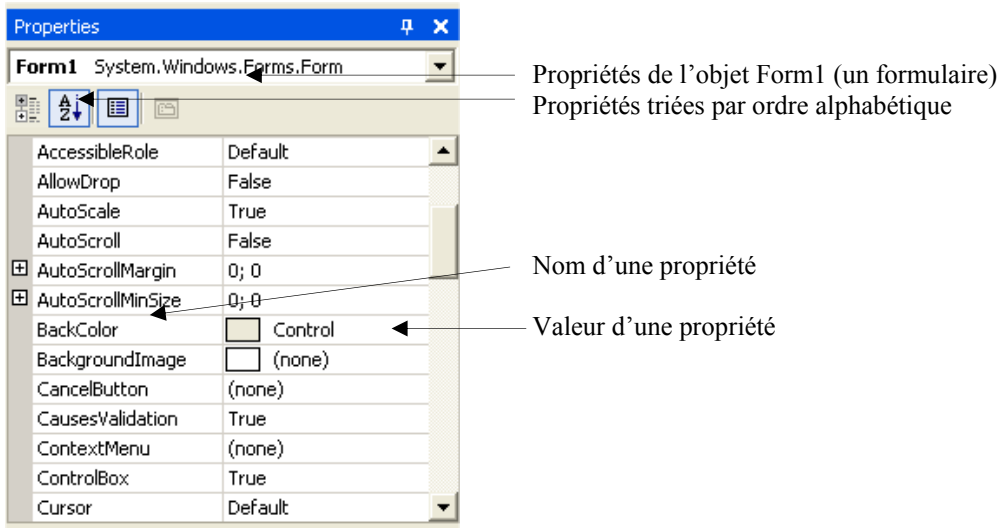 Properties
Form1 System.Windows.Forms.Form
Propriétés de l’objet Form1 (un formulaire)
Propriétés triées par ordre alphabétique
AccessibleRole Default
AllowDrop False
AutoScale True
AutoScroll False
AutoScrollMargin 0; 0
Nom d’une propriété
AutoScrollMinSize 0; 0
BackColor Control
Valeur d’une propriété
BackgroundImage (none)
CancelButton (none)
CausesValidation True
ContextMenu (none)
ControlBox True
Cursor Default